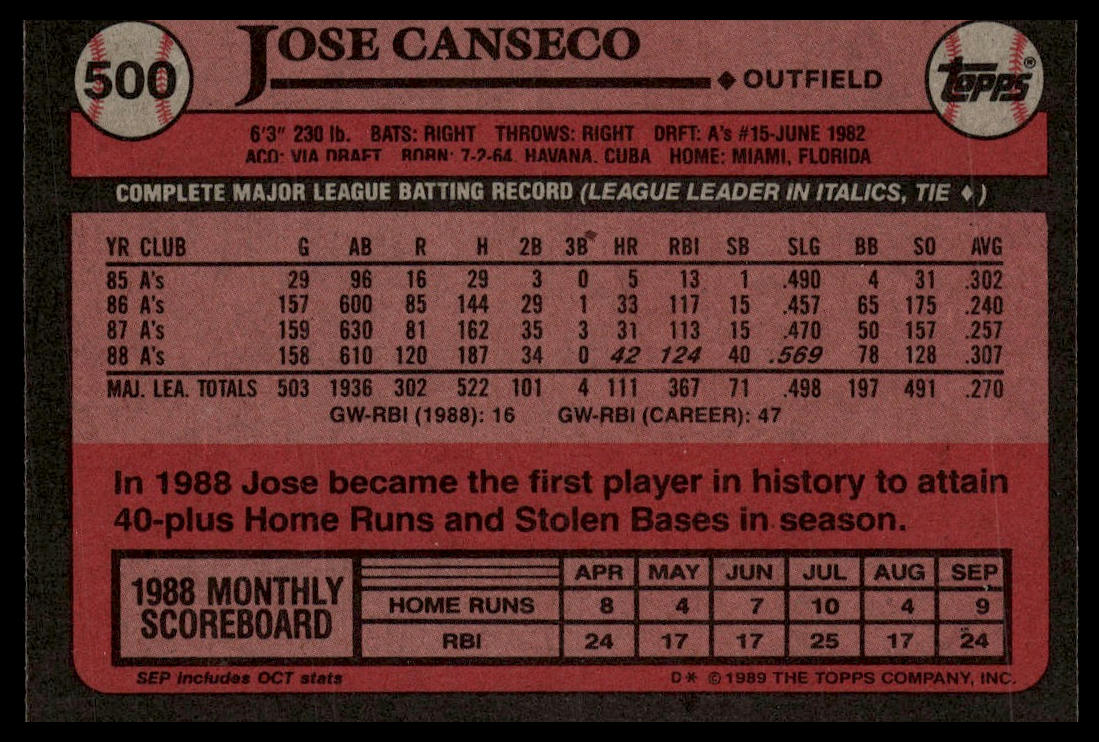 500
JOSE CANSECO
◆ OUTFIELD
TOPPS®
6'3" 230 lb. BATS: RIGHT THROWS: RIGHT DRFT: A's #15-JUNE 1982
ACQ: VIA DRAFT BORN: 7-2-64, HAVANA, CUBA HOME: MIAMI, FLORIDA
COMPLETE MAJOR LEAGUE BATTING RECORD (LEAGUE LEADER IN ITALICS, TIE ♦)
YR CLUB G AB R H 2B 3B HR RBI SB SLG BB SO AVG
85 A's 29 96 16 29 3 0 5 13 1 .490 4 31 .302
86 A's 157 600 85 144 29 1 33 117 15 .457 65 175 .240
87 A's 159 630 81 162 35 3 31 113 15 .470 50 157 .257
88 A's 158 610 120 187 34 0 42 124 40 .569 78 128 .307
MAJ. LEA. TOTALS 503 1936 302 522 101 4 111 367 71 .498 197 491 .270
GW-RBI (1988): 16 GW-RBI (CAREER): 47
In 1988 Jose became the first player in history to attain
40-plus Home Runs and Stolen Bases in season.
1988 MONTHLY
SCOREBOARD
APR MAY JUN JUL AUG SEP
HOME RUNS 8 4 7 10 4 9
RBI 24 17 17 25 17 24
SEP includes OCT stats
D* © 1989 THE TOPPS COMPANY, INC.